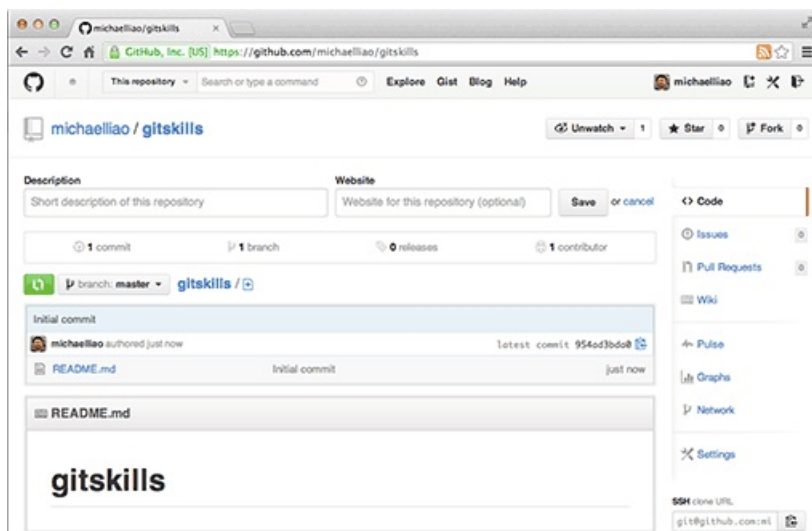 michaelliao/gitskills
GitHub, Inc. [US] https://github.com/michaelliao/gitskills
This repository Search or type a command Explore Gist Blog Help michaelliao
michaelliao / gitskills Unwatch 1 Star 0 Fork 0
Description Website
Short description of this repository Website for this repository (optional) Save or cancel
Code
1 commit 1 branch 0 releases 1 contributor
Issues 0
Pull Requests 0
branch: master gitskills /
Wiki
Initial commit
michaelliao authored just now latest commit 954ad3bda0
Pulse
README.md Initial commit just now
Graphs
README.md
Network
gitskills
Settings
SSH clone URL
git@github.com:mi